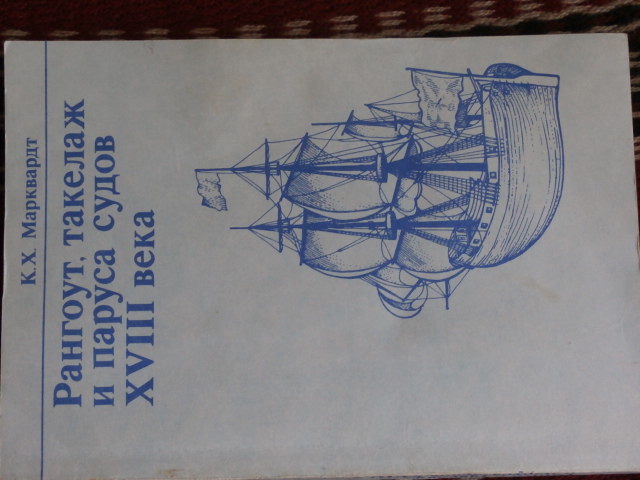 К.Х. Марквардт
Рангоут, такелаж
и паруса судов
XVIII века